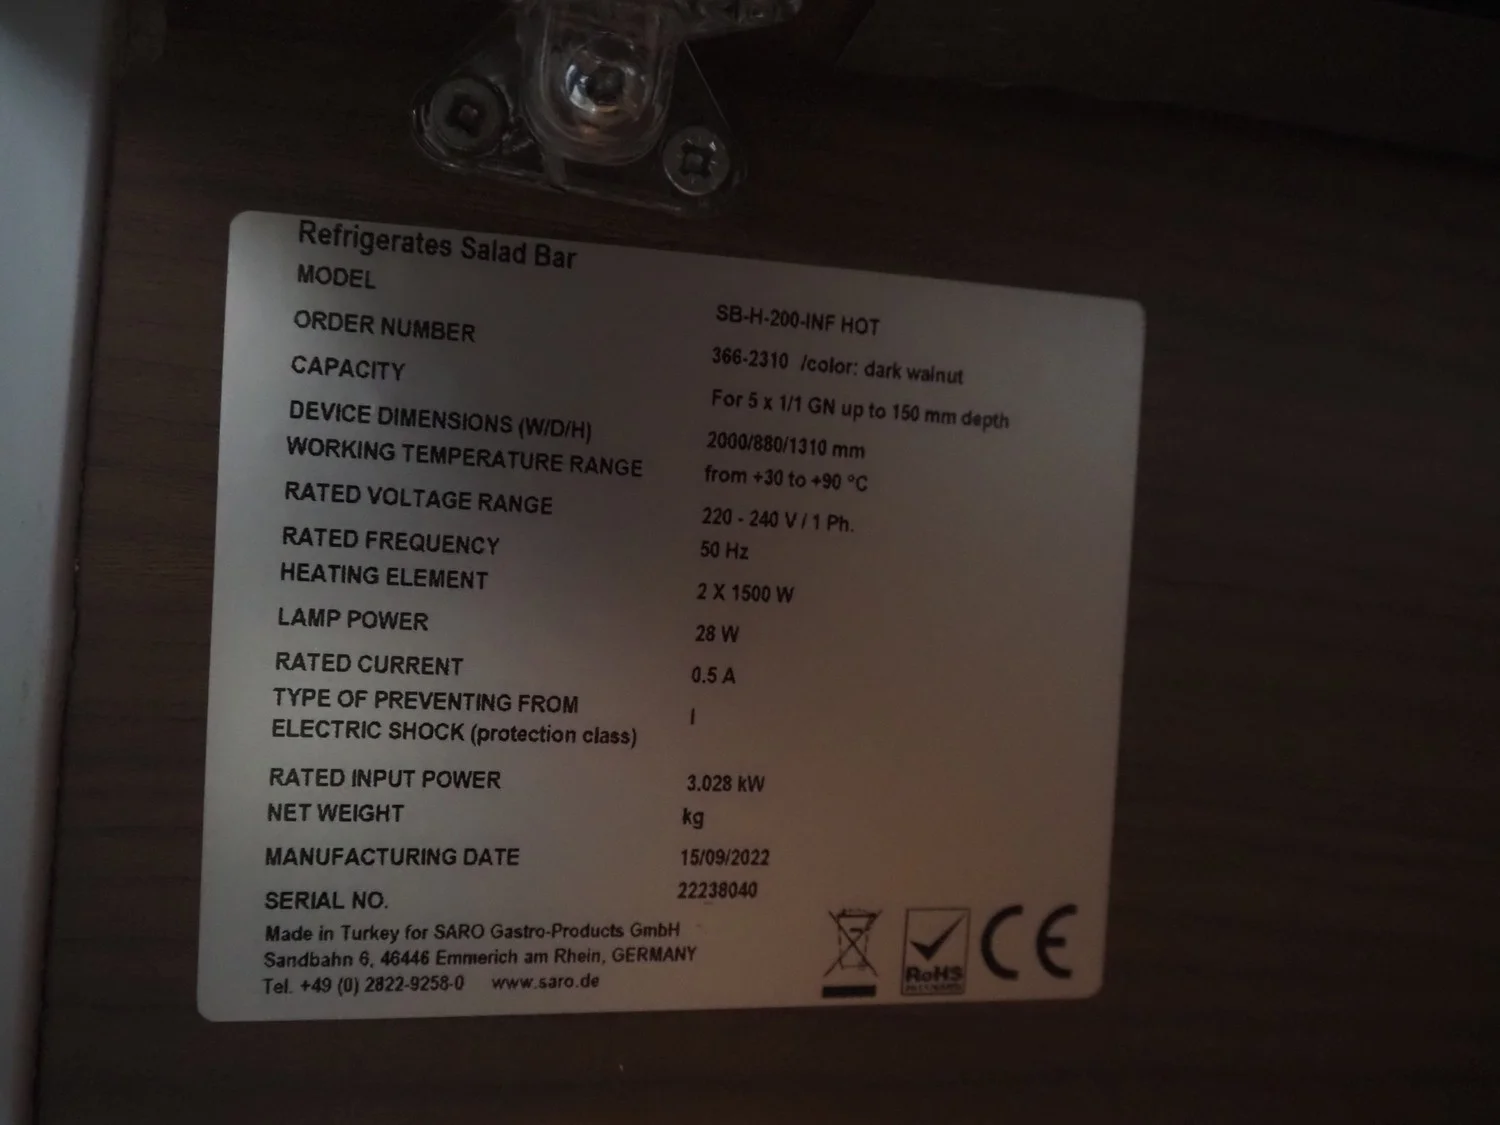 Refrigerates Salad Bar
MODEL SB-H-200-INF HOT
ORDER NUMBER 366-2310 /color: dark walnut
CAPACITY For 5 x 1/1 GN up to 150 mm depth
DEVICE DIMENSIONS (W/D/H) 2000/880/1310 mm
WORKING TEMPERATURE RANGE from +30 to +90 °C
RATED VOLTAGE RANGE 220 - 240 V / 1 Ph.
RATED FREQUENCY 50 Hz
HEATING ELEMENT 2 X 1500 W
LAMP POWER 28 W
RATED CURRENT 0.5 A
TYPE OF PREVENTING FROM
ELECTRIC SHOCK (protection class) I
RATED INPUT POWER 3.028 kW
NET WEIGHT kg
MANUFACTURING DATE 15/09/2022
SERIAL NO. 22238040
Made in Turkey for SARO Gastro-Products GmbH
Sandbahn 6, 46446 Emmerich am Rhein, GERMANY
Tel. +49 (0) 2822-9258-0 www.saro.de
RoHS
CE